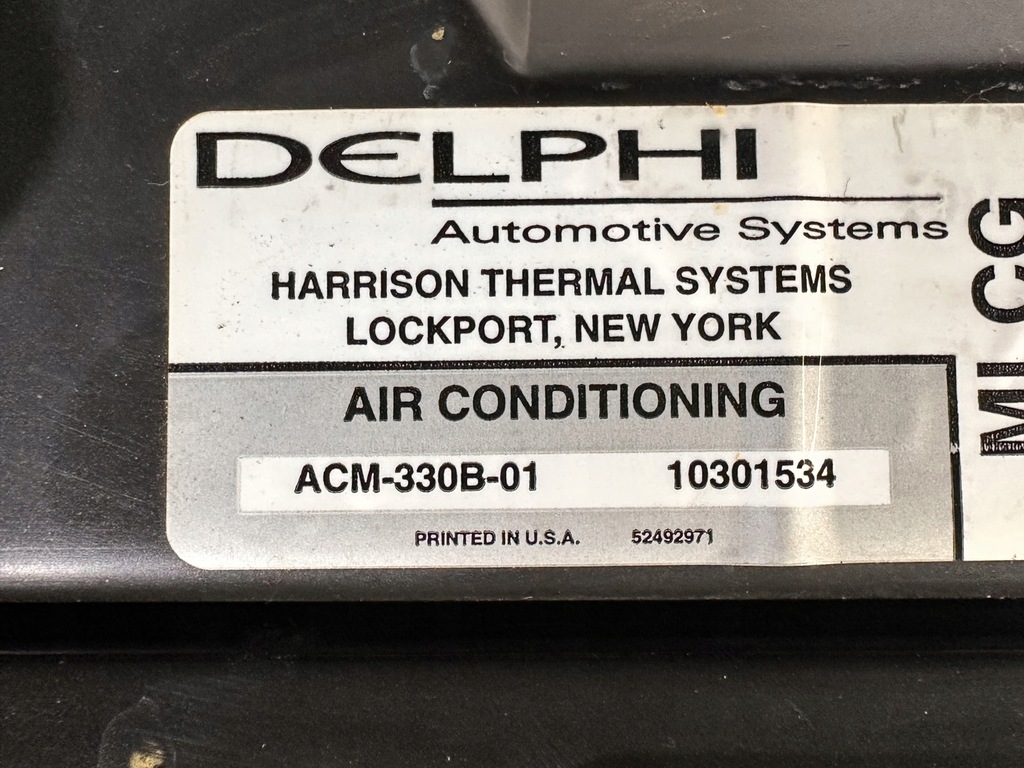 DELPHI
Automotive Systems
HARRISON THERMAL SYSTEMS
LOCKPORT, NEW YORK
AIR CONDITIONING
ACM-330B-01 10301534
PRINTED IN U.S.A. 52492971